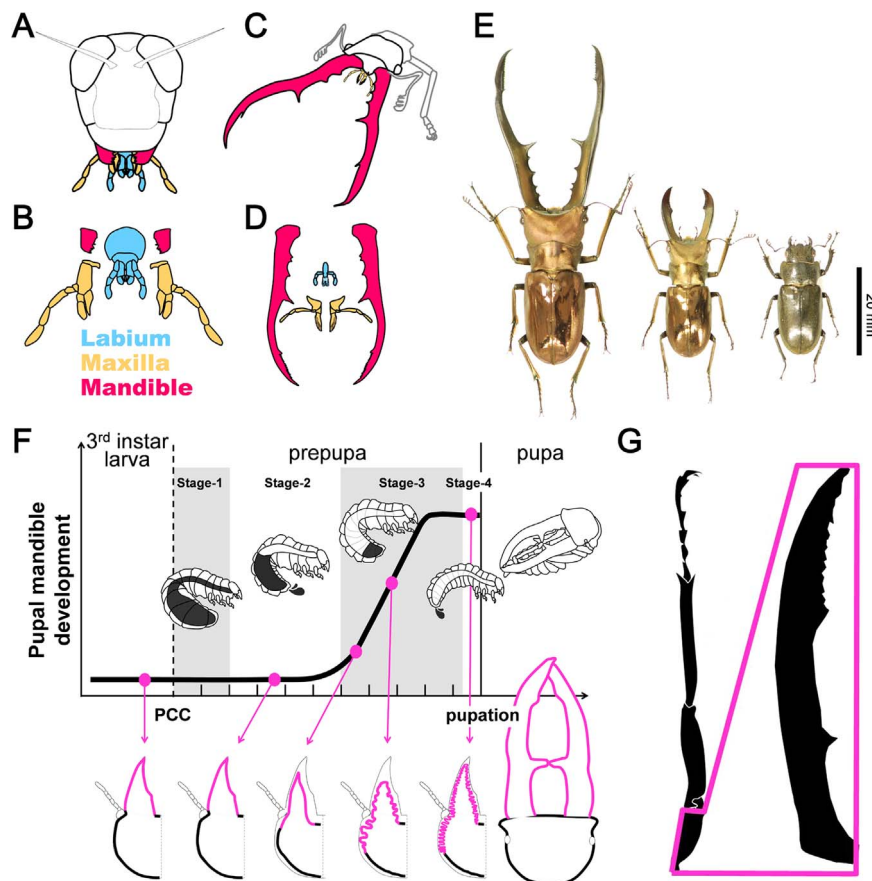 A
C
E
B
D
Labium
Maxilla
Mandible
20 mm
F
3rd instar
larva
prepupa
pupa
Stage-1
Stage-2
Stage-3
Stage-4
Pupal mandible
development
PCC
pupation
G